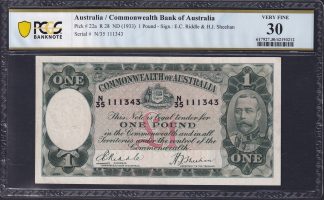 PCGS
BANKNOTE
Australia / Commonwealth Bank of Australia
Pick # 22a R 28 ND (1933) 1 Pound - Sign.: E.C. Riddle & H.J. Sheehan
Serial # N/35 111343
VERY FINE
30
COMMONWEALTH OF AUSTRALIA
ONE
1
N/35 111343
N/35 111343
This Note is legal tender for
ONE POUND
in the Commonwealth and in all
Territories under the control of the
Commonwealth
ONE
ONE